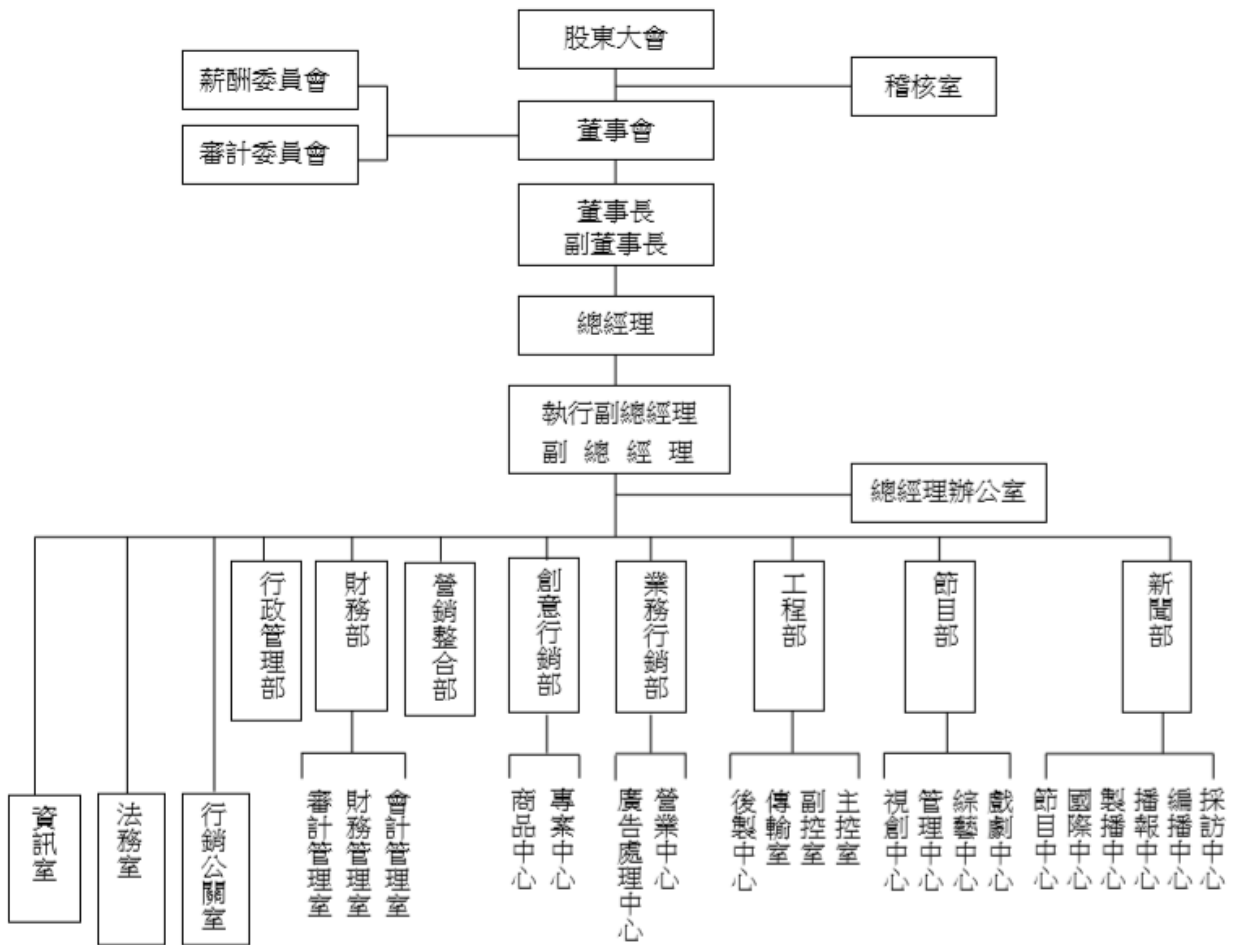 股東大會
薪酬委員會
稽核室
董事會
審計委員會
董事長
副董事長
總經理
執行副總經理
副總經理
總經理辦公室
行政管理部
財務部
營銷整合部
創意行銷部
業務行銷部
工程部
節目部
新聞部
資訊室
法務室
行銷公關室
審計管理室
財務管理室
會計管理室
商品中心
專案中心
廣告處理中心
營業中心
後製中心
傳輸室
副控室
主控室
視創中心
管理中心
綜藝中心
戲劇中心
節目中心
國際中心
製播中心
播報中心
編播中心
採訪中心